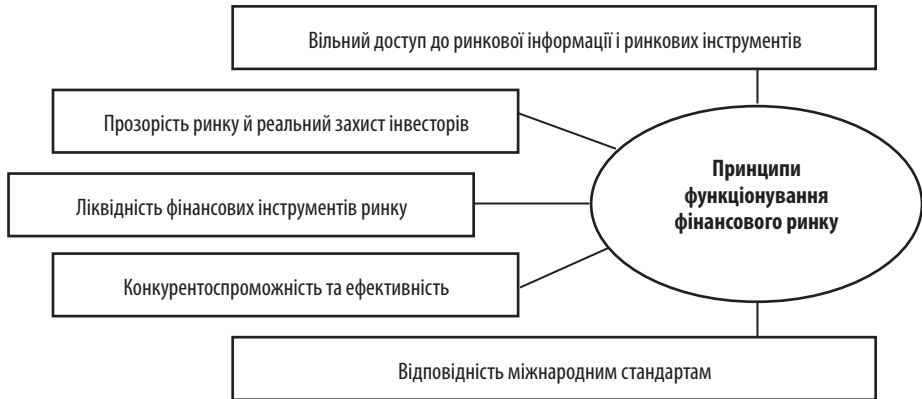 Вільний доступ до ринкової інформації і ринкових інструментів
Прозорість ринку й реальний захист інвесторів
Ліквідність фінансових інструментів ринку
Конкурентоспроможність та ефективність
Відповідність міжнародним стандартам
Принципи
функціонування
фінансового ринку